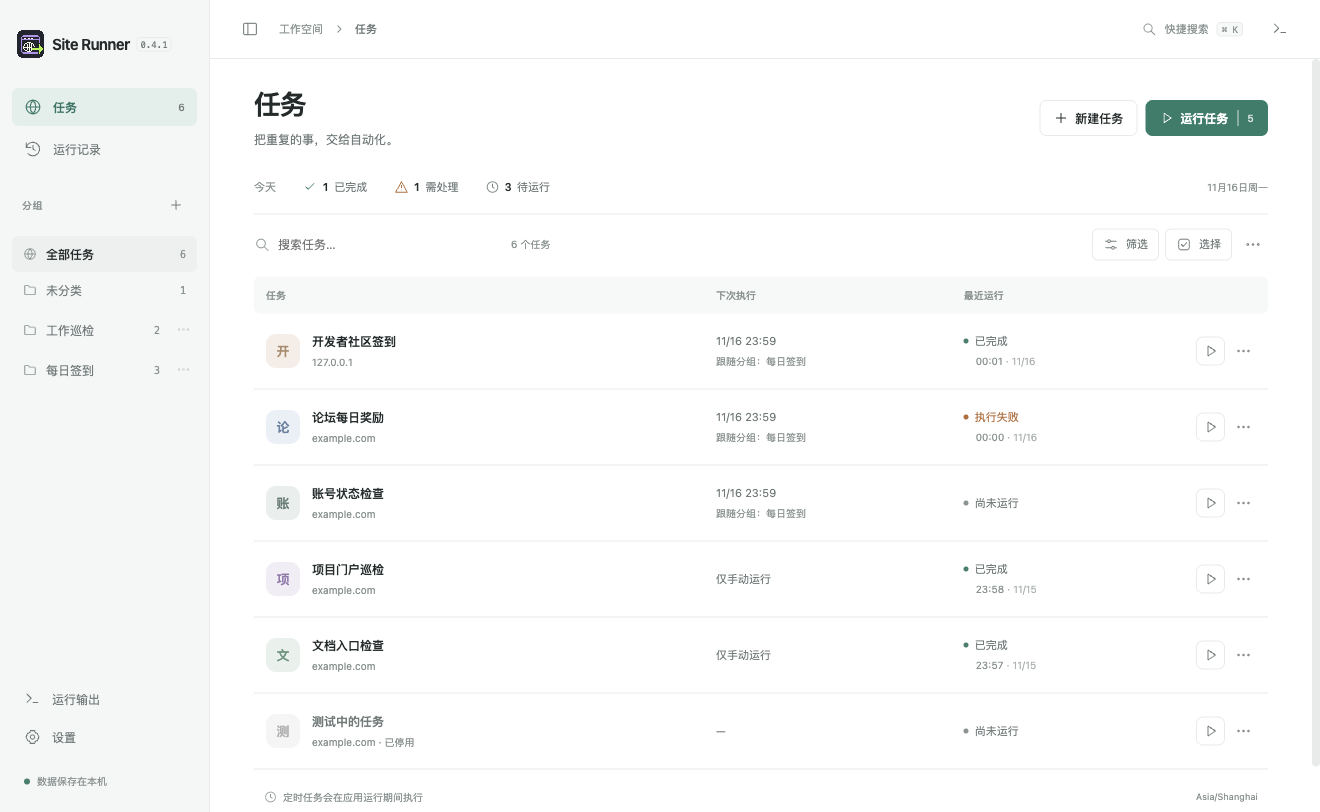 Site Runner 0.4.1
任务 6
运行记录
分组
全部任务 6
未分类 1
工作巡检 2
每日签到 3
运行输出
设置
数据保存在本机
工作空间 任务
快捷搜索 ⌘ K
任务
把重复的事，交给自动化。
新建任务
运行任务 5
今天 1 已完成 1 需处理 3 待运行
11月16日周一
搜索任务... 6 个任务
筛选 选择
任务 下次执行 最近运行
开 开发者社区签到 11/16 23:59 已完成
127.0.0.1 跟随分组：每日签到 00:01 · 11/16
论 论坛每日奖励 11/16 23:59 执行失败
example.com 跟随分组：每日签到 00:00 · 11/16
账 账号状态检查 11/16 23:59 尚未运行
example.com 跟随分组：每日签到
项 项目门户巡检 仅手动运行 已完成
example.com 23:58 · 11/15
文 文档入口检查 仅手动运行 已完成
example.com 23:57 · 11/15
测 测试中的任务 — 尚未运行
example.com · 已停用
定时任务会在应用运行期间执行
Asia/Shanghai